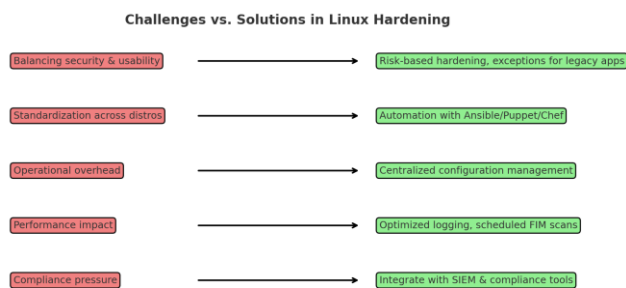 Challenges vs. Solutions in Linux Hardening
Balancing security & usability
Risk-based hardening, exceptions for legacy apps
Standardization across distros
Automation with Ansible/Puppet/Chef
Operational overhead
Centralized configuration management
Performance impact
Optimized logging, scheduled FIM scans
Compliance pressure
Integrate with SIEM & compliance tools